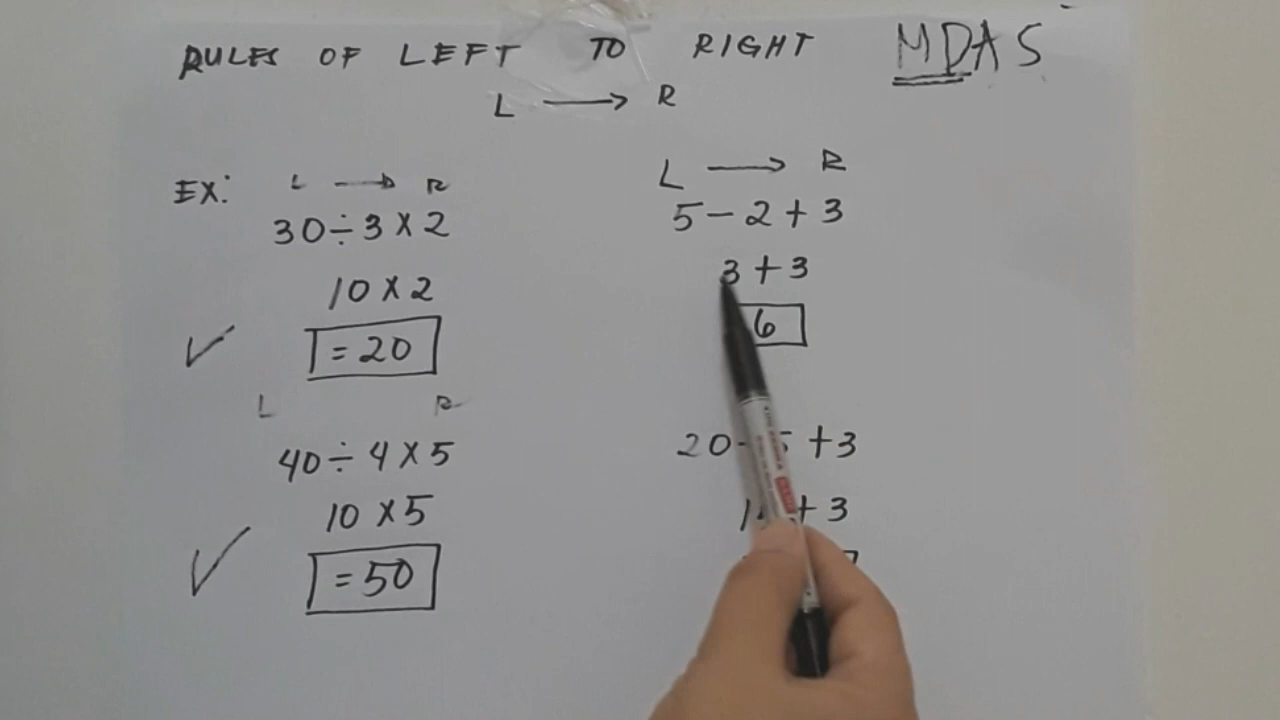 RULES OF LEFT TO RIGHT MDAS
L → R
EX: L → R
30÷3×2
10×2
=20
L R
40÷4×5
10×5
=50
L → R
5-2+3
3+3
6
20 +3
+3